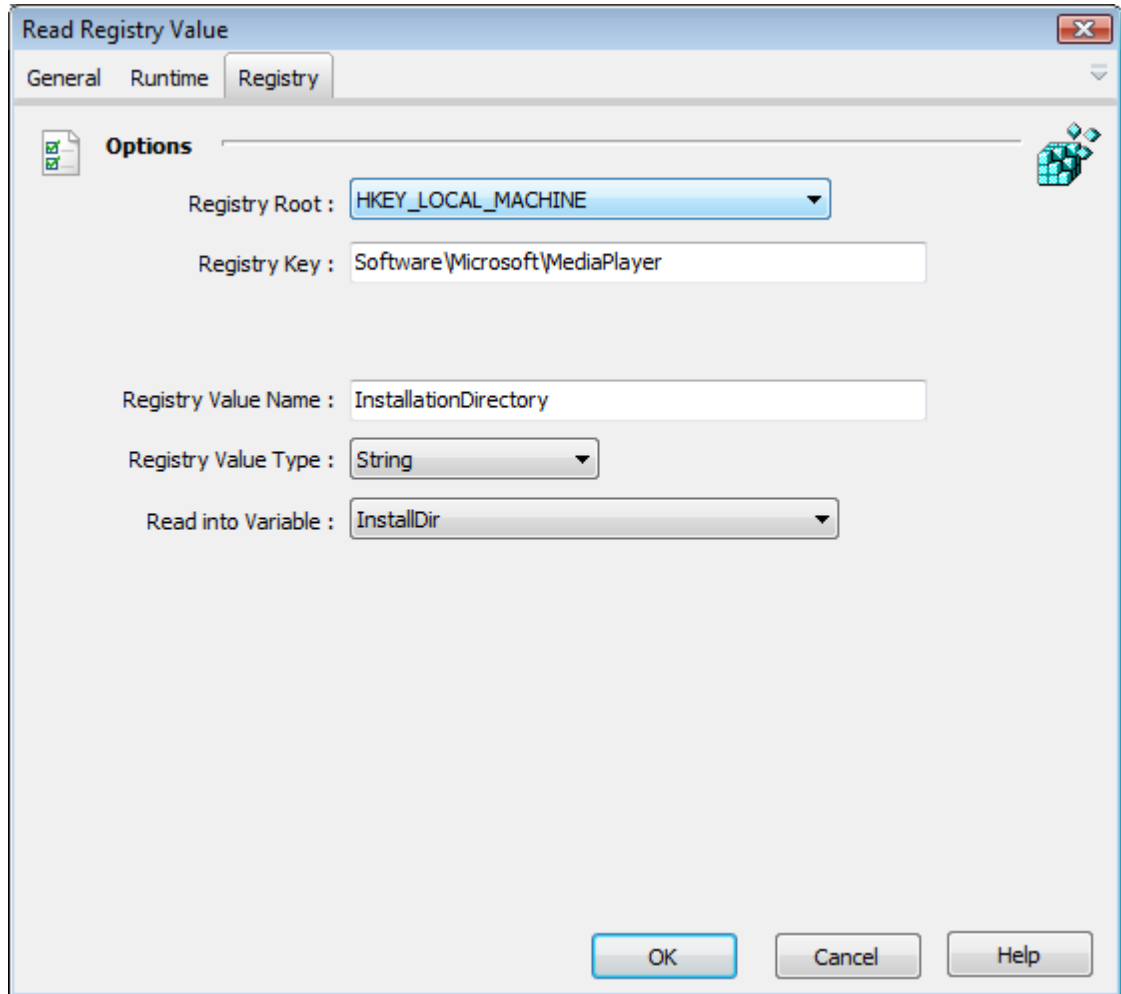 Read Registry Value
General Runtime Registry
Options
Registry Root : HKEY_LOCAL_MACHINE
Registry Key : Software\Microsoft\MediaPlayer
Registry Value Name : InstallationDirectory
Registry Value Type : String
Read into Variable : InstallDir
OK Cancel Help